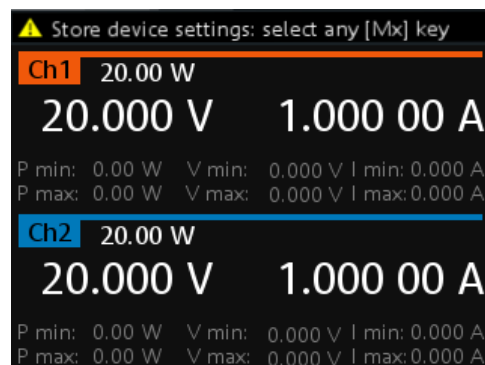 Store device settings: select any [Mx] key
Ch1 20.00 W
20.000 V 1.000 00 A
P min: 0.00 W V min: 0.000 V I min: 0.000 A
P max: 0.00 W V max: 0.000 V I max: 0.000 A
Ch2 20.00 W
20.000 V 1.000 00 A
P min: 0.00 W V min: 0.000 V I min: 0.000 A
P max: 0.00 W V max: 0.000 V I max: 0.000 A